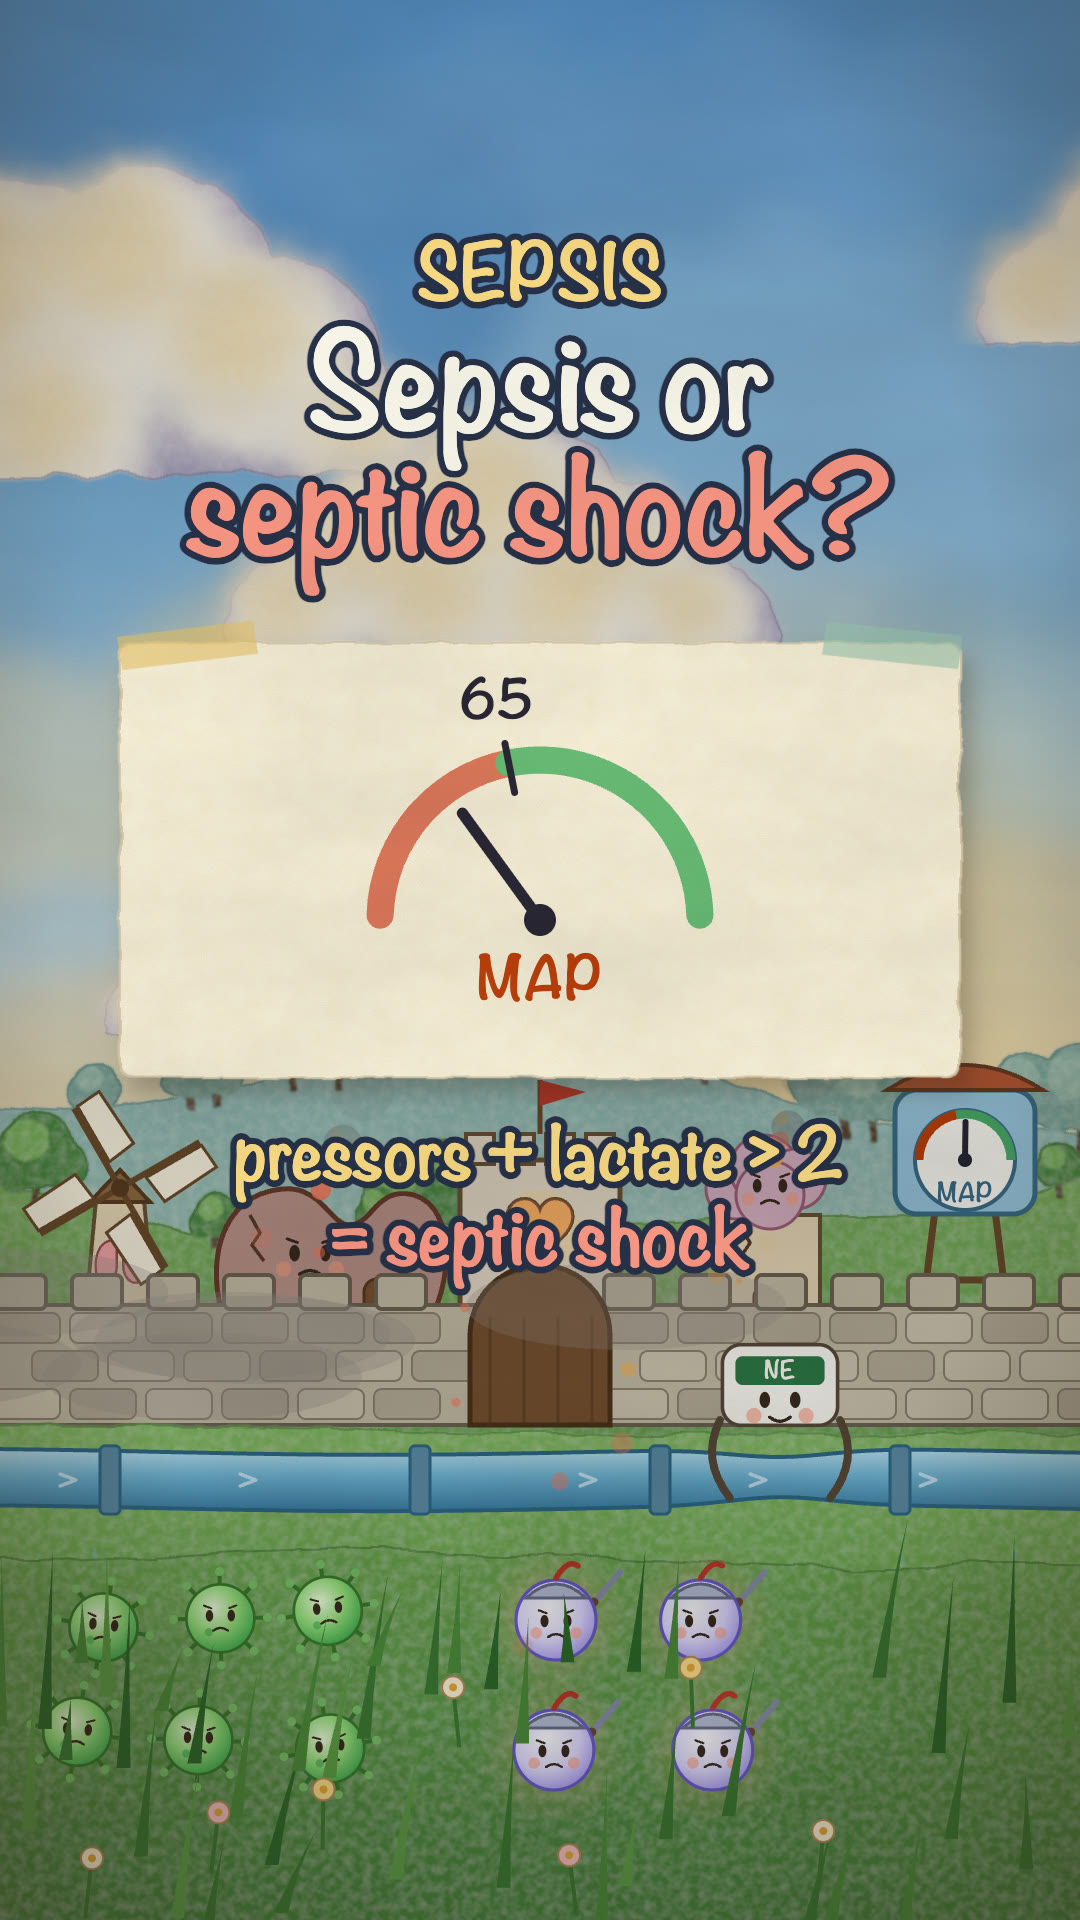 SEPSIS
Sepsis or
septic shock?
65
MAP
pressors + lactate > 2
= septic shock
MAP
NE
> > > > >